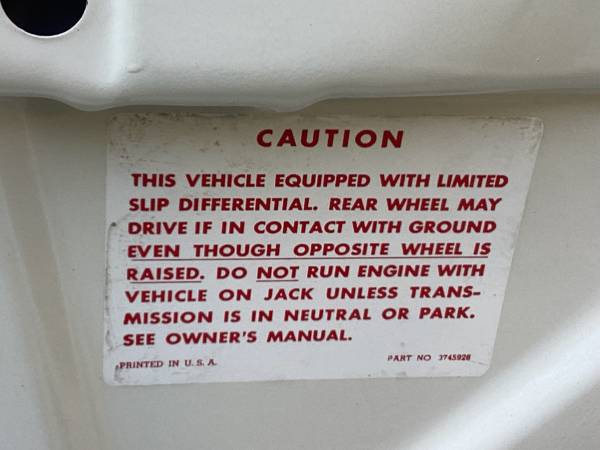 CAUTION
THIS VEHICLE EQUIPPED WITH LIMITED
SLIP DIFFERENTIAL. REAR WHEEL MAY
DRIVE IF IN CONTACT WITH GROUND
EVEN THOUGH OPPOSITE WHEEL IS
RAISED. DO NOT RUN ENGINE WITH
VEHICLE ON JACK UNLESS TRANS-
MISSION IS IN NEUTRAL OR PARK.
SEE OWNER'S MANUAL.
PRINTED IN U. S. A. PART NO 3745926